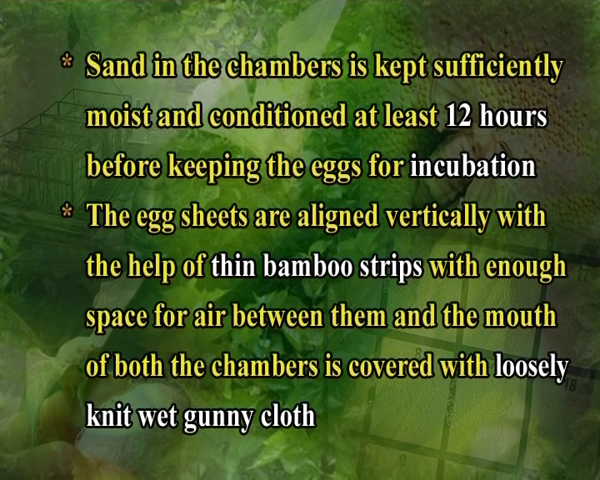 * Sand in the chambers is kept sufficiently
moist and conditioned at least 12 hours
before keeping the eggs for incubation
* The egg sheets are aligned vertically with
the help of thin bamboo strips with enough
space for air between them and the mouth
of both the chambers is covered with loosely
knit wet gunny cloth